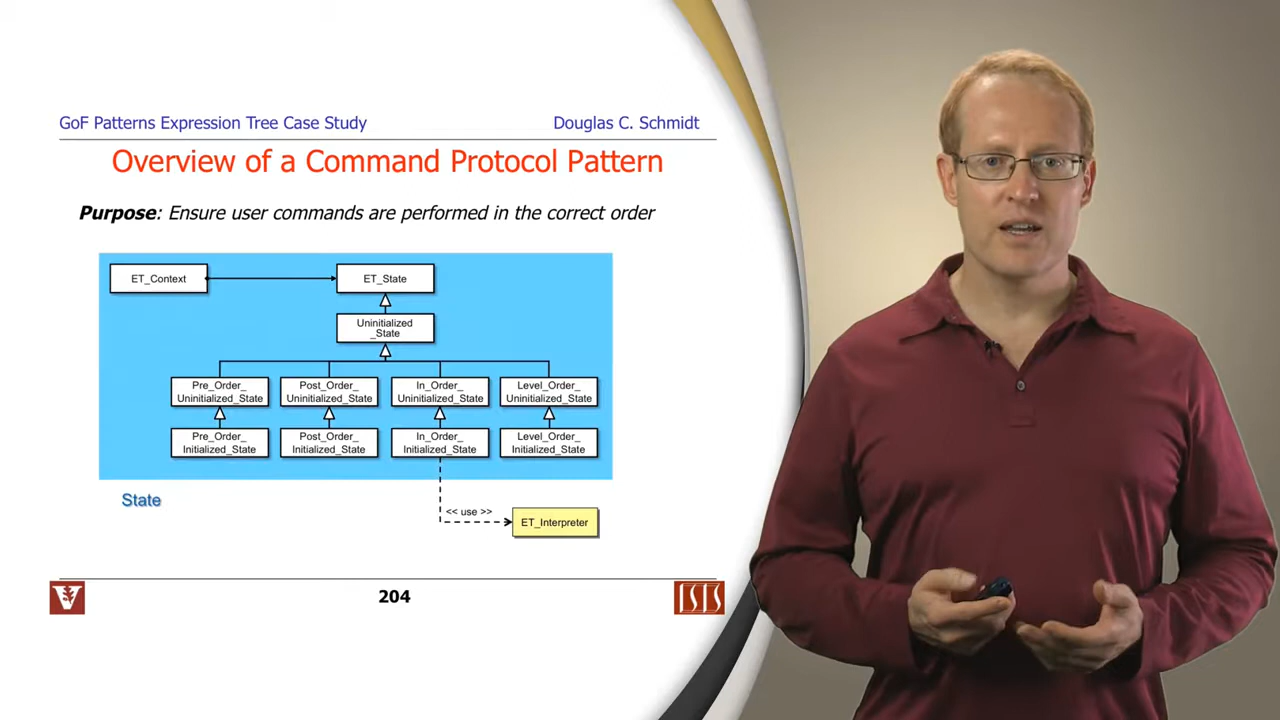 GoF Patterns Expression Tree Case Study
Douglas C. Schmidt
Overview of a Command Protocol Pattern
Purpose: Ensure user commands are performed in the correct order
ET_Context
ET_State
Uninitialized
_State
Pre_Order_
Uninitialized_State
Post_Order_
Uninitialized_State
In_Order_
Uninitialized_State
Level_Order_
Uninitialized_State
Pre_Order_
Initialized_State
Post_Order_
Initialized_State
In_Order_
Initialized_State
Level_Order_
Initialized_State
State
<< use >>
ET_Interpreter
V
204
ISIS